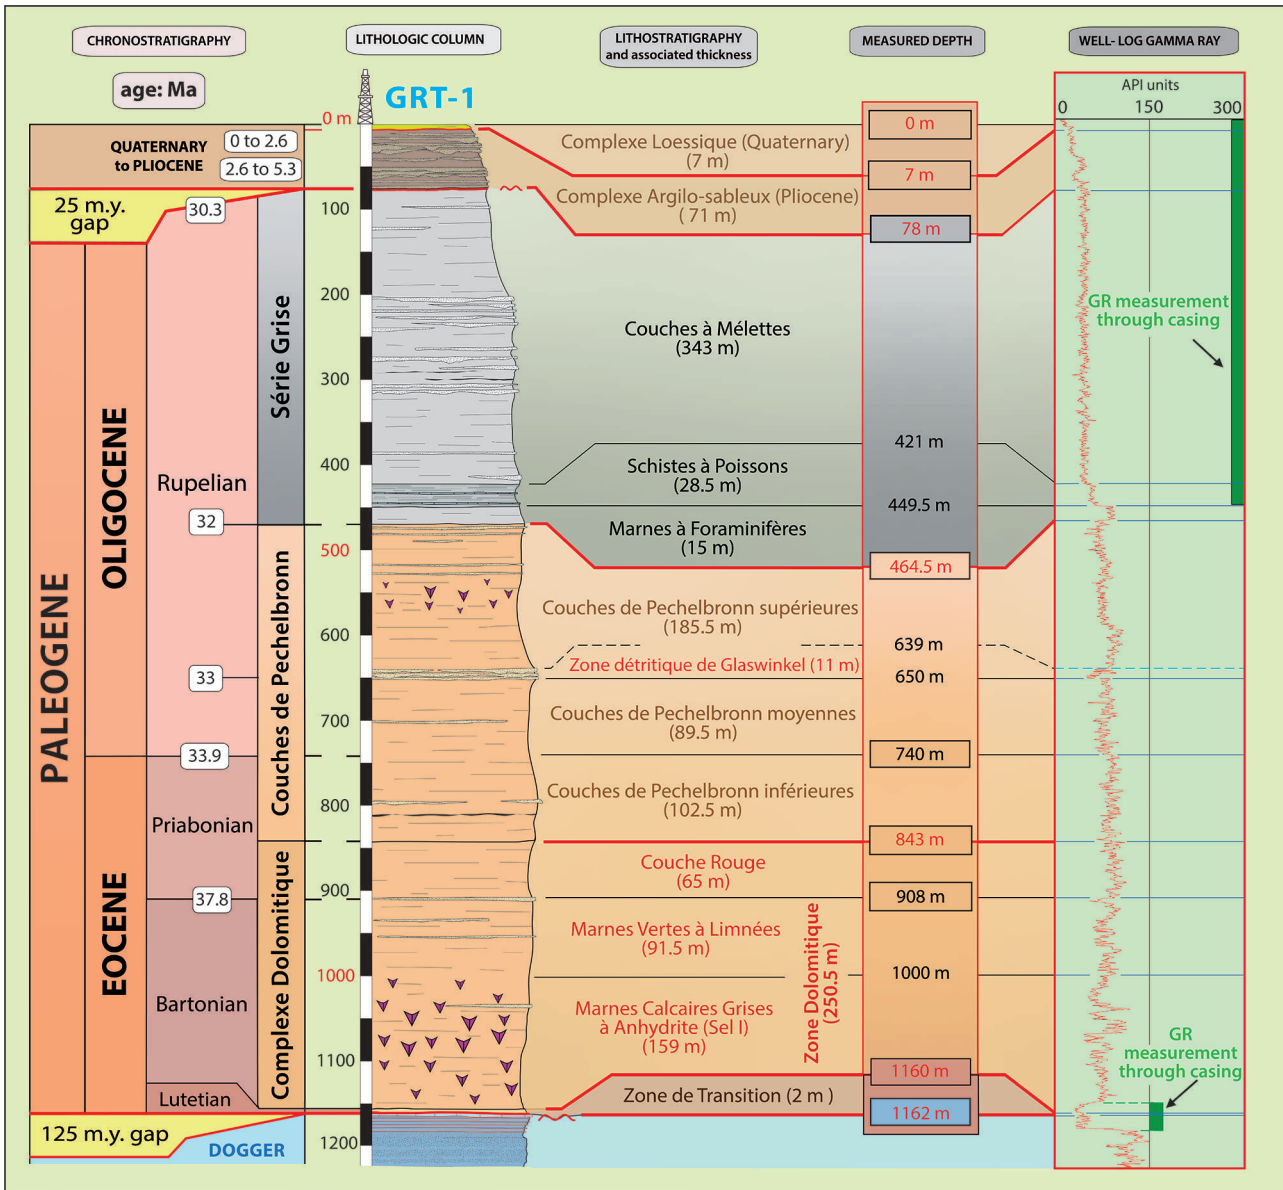 CHRONOSTRATIGRAPHY
LITHOLOGIC COLUMN
LITHOSTRATIGRAPHY
and associated thickness
MEASURED DEPTH
WELL- LOG GAMMA RAY
age: Ma
GRT-1
API units
0
150
300
0 m
100
200
300
400
500
600
700
800
900
1000
1100
1200
QUATERNARY
to PLIOCENE
0 to 2.6
2.6 to 5.3
25 m.y.
gap
30.3
32
33
33.9
37.8
PALEOGENE
OLIGOCENE
EOCENE
Rupelian
Priabonian
Bartonian
Lutetian
Série Grise
Couches de Pechelbronn
Complexe Dolomitique
125 m.y. gap
DOGGER
Complexe Loessique (Quaternary)
(7 m)
Complexe Argilo-sableux (Pliocene)
( 71 m)
Couches à Mélettes
(343 m)
Schistes à Poissons
(28.5 m)
Marnes à Foraminifères
(15 m)
Couches de Pechelbronn supérieures
(185.5 m)
Zone détritique de Glaswinkel (11 m)
Couches de Pechelbronn moyennes
(89.5 m)
Couches de Pechelbronn inférieures
(102.5 m)
Couche Rouge
(65 m)
Marnes Vertes à Limnées
(91.5 m)
Marnes Calcaires Grises
à Anhydrite (Sel I)
(159 m)
Zone Dolomitique
(250.5 m)
Zone de Transition (2 m )
0 m
7 m
78 m
421 m
449.5 m
464.5 m
639 m
650 m
740 m
843 m
908 m
1000 m
1160 m
1162 m
GR measurement
through casing
GR
measurement
through casing